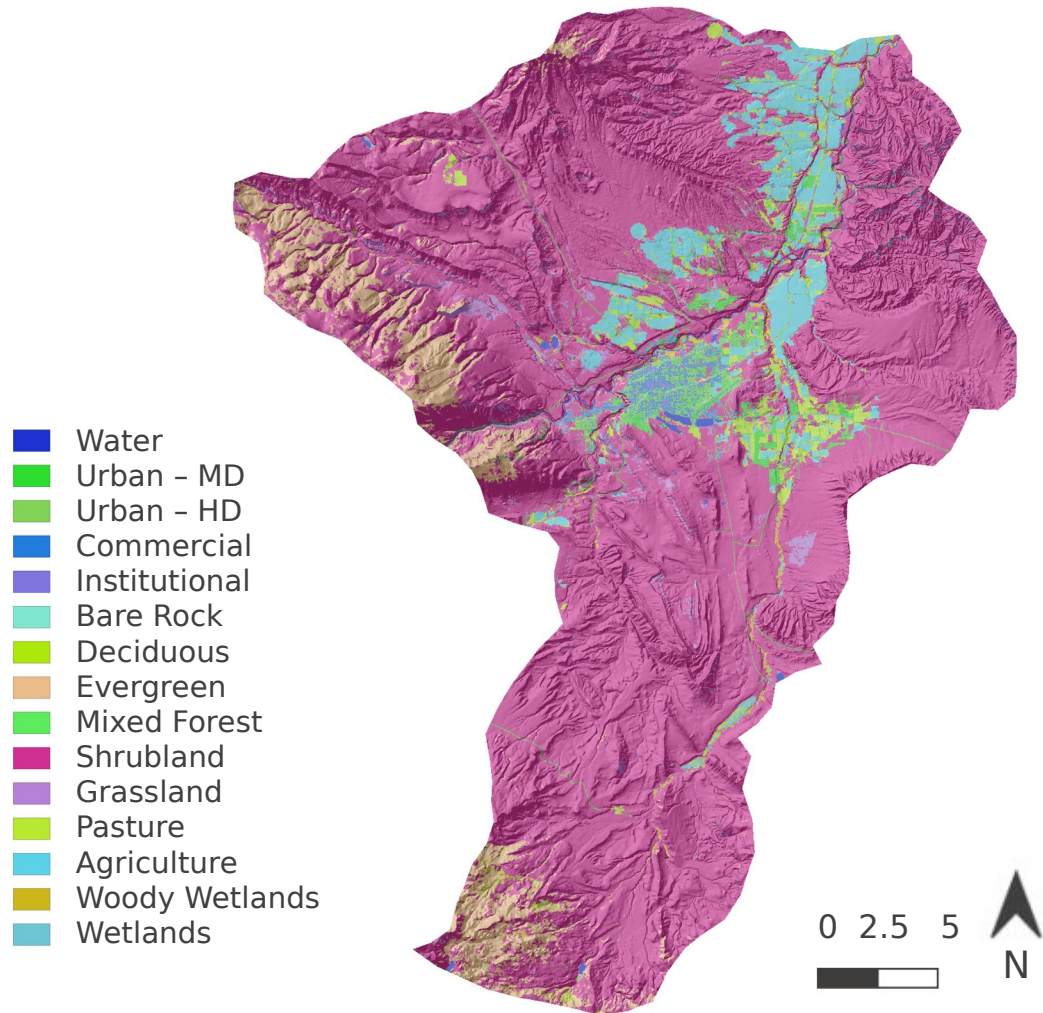 Water
Urban – MD
Urban – HD
Commercial
Institutional
Bare Rock
Deciduous
Evergreen
Mixed Forest
Shrubland
Grassland
Pasture
Agriculture
Woody Wetlands
Wetlands
0 2.5 5
N